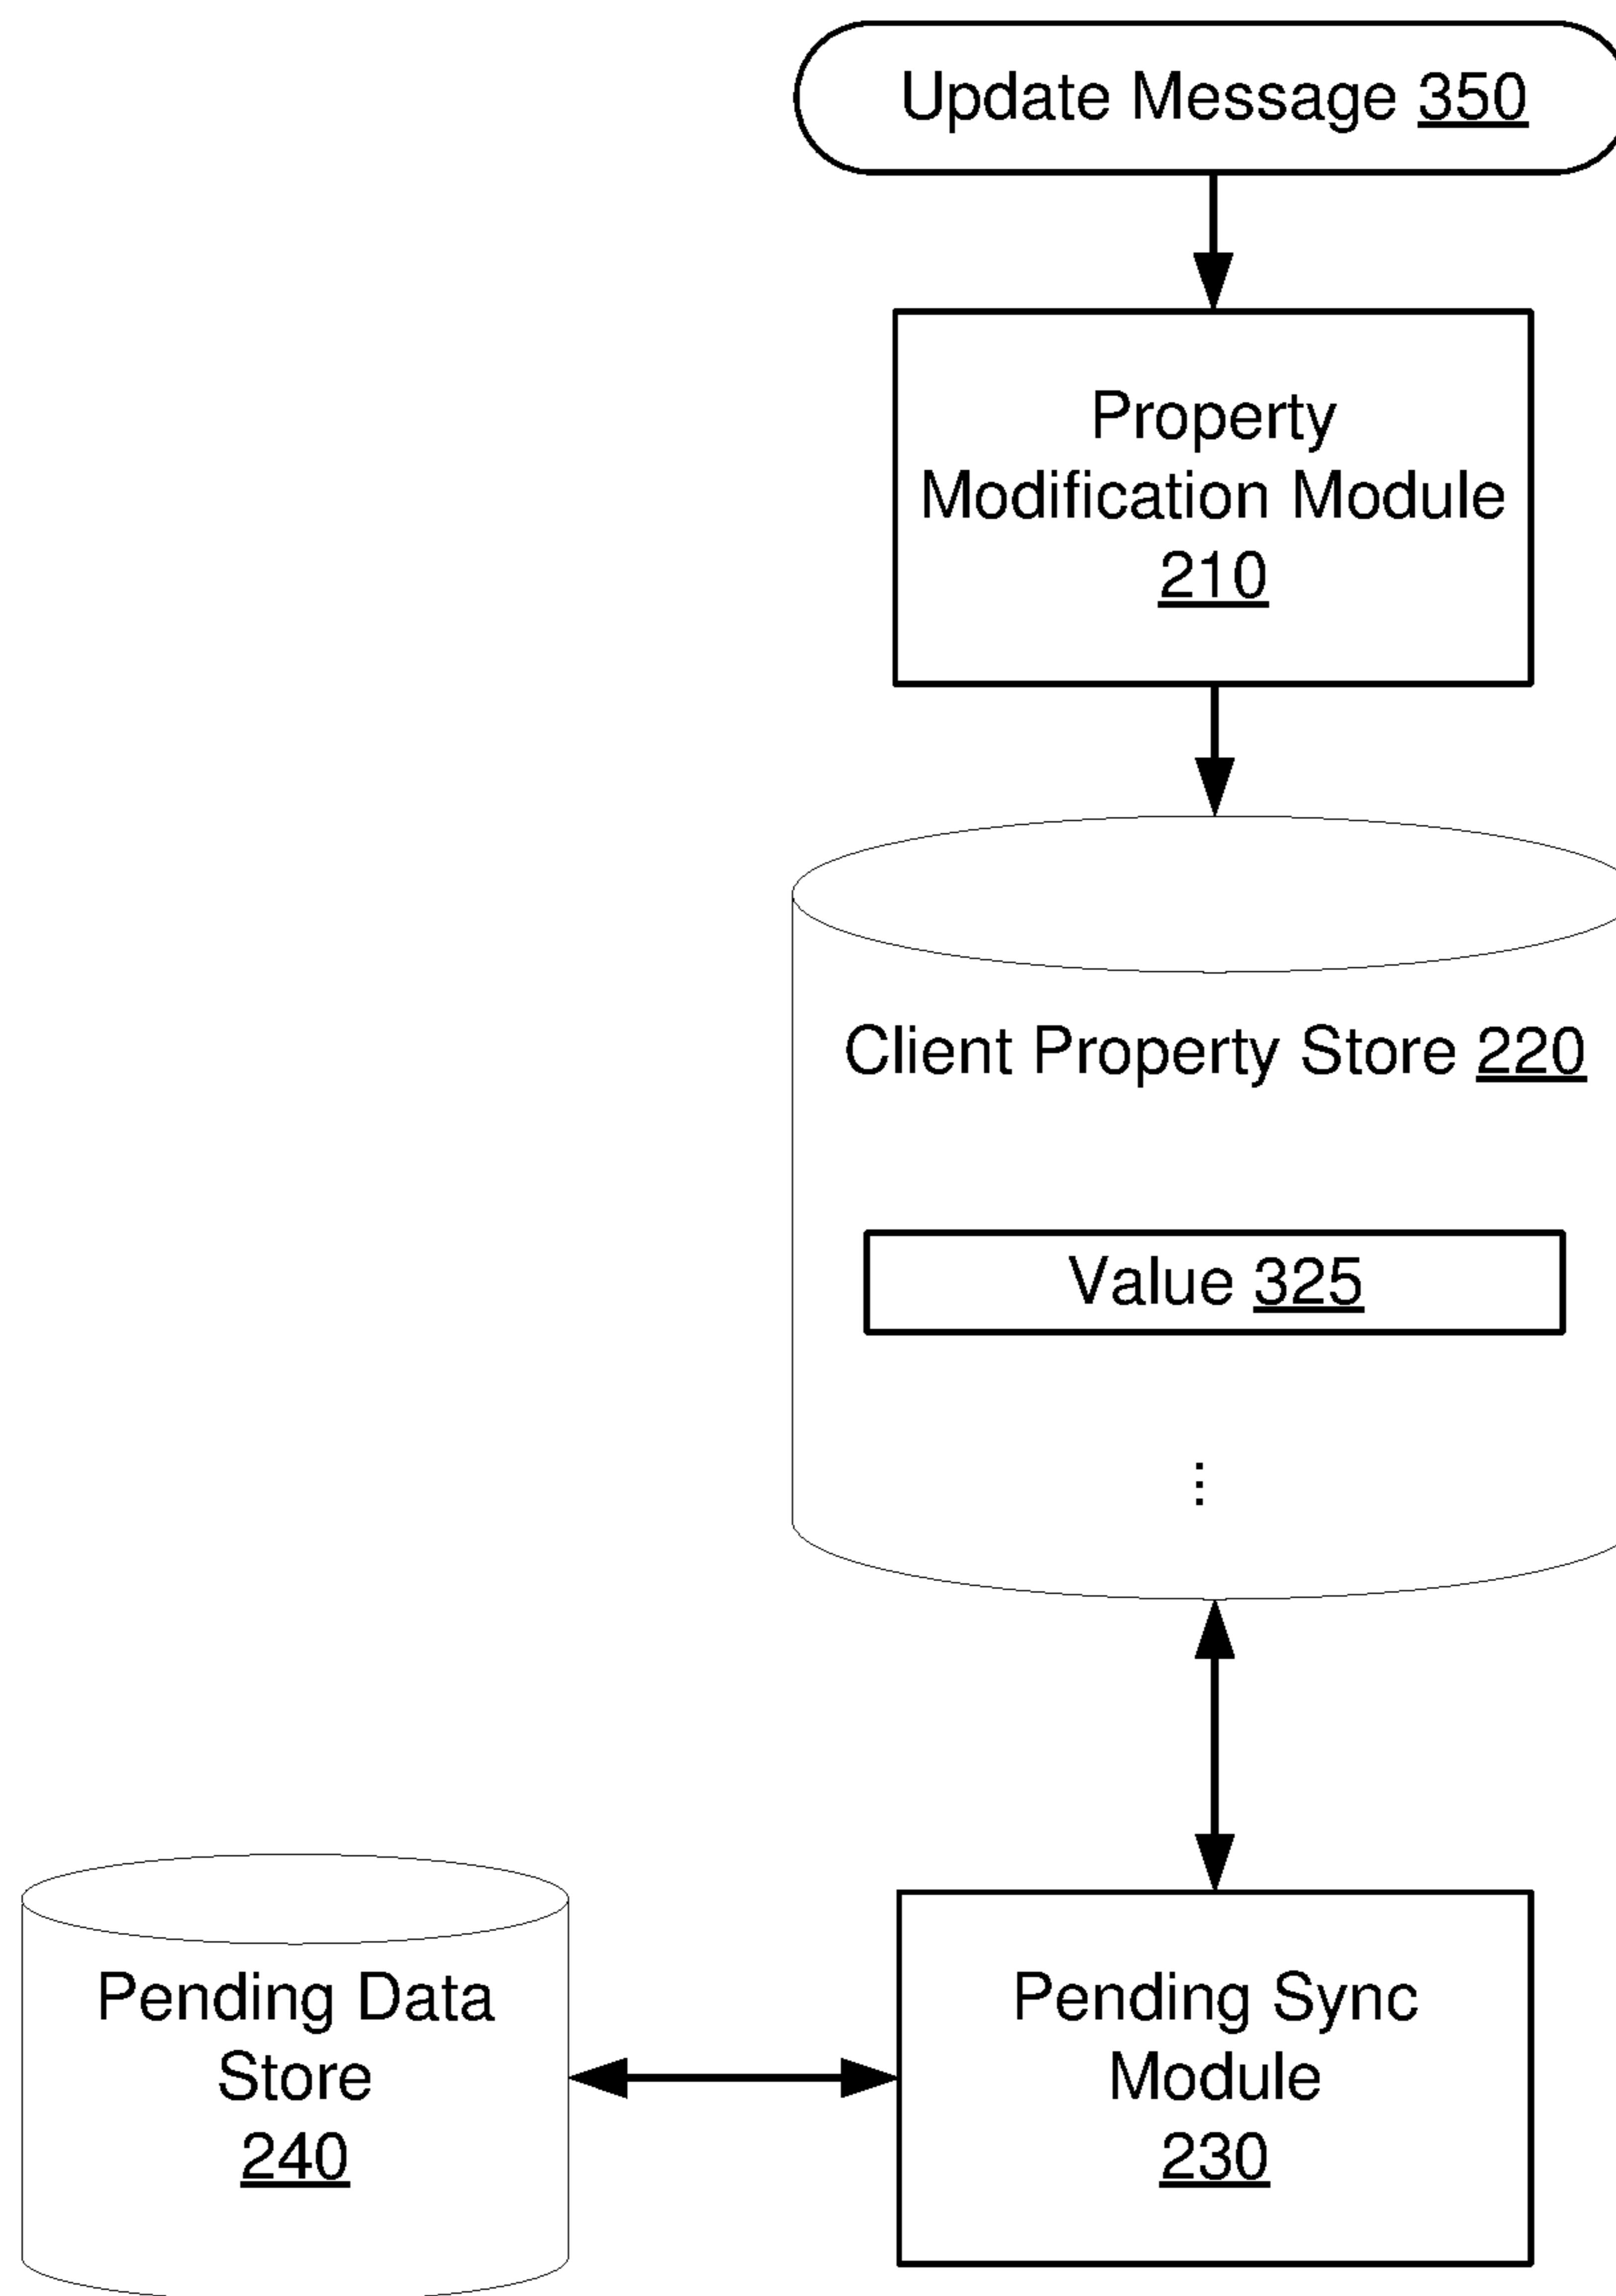 Update Message 350
Property
Modification Module
210
Client Property Store 220
Value 325
⋮
Pending Data
Store
240
Pending Sync
Module
230